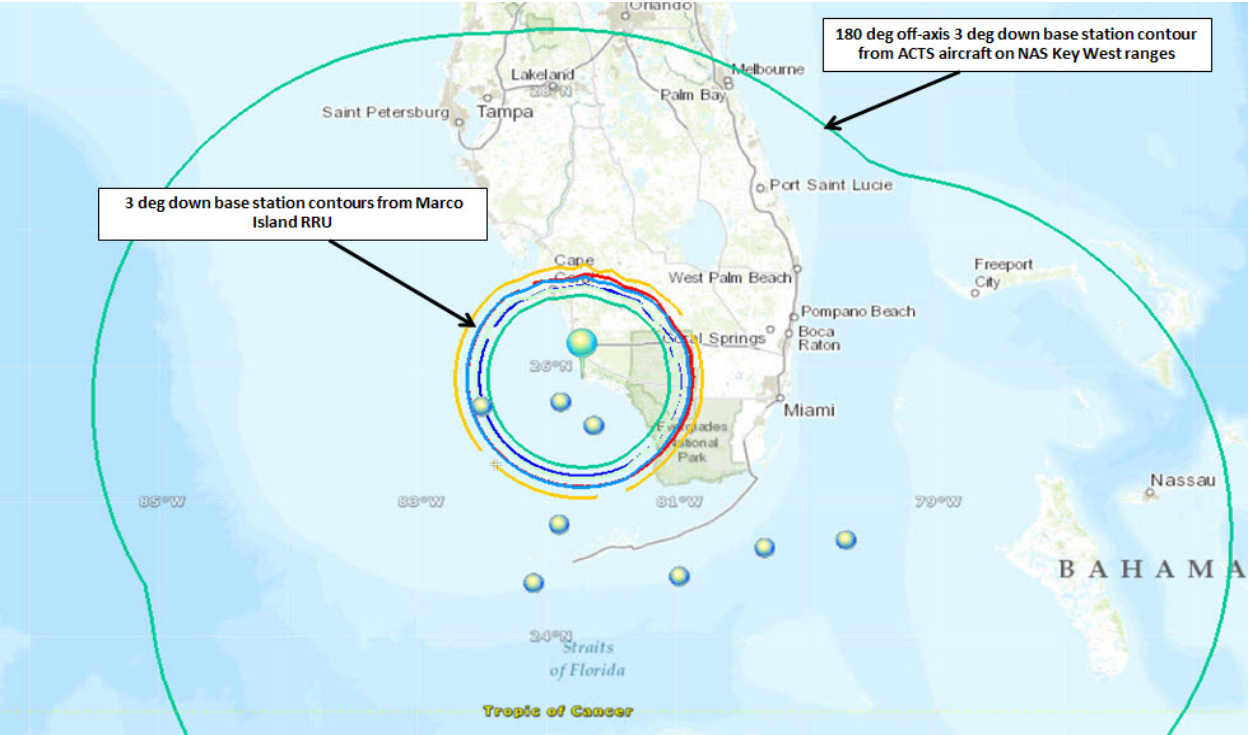 Orlando
180 deg off-axis 3 deg down base station contour
from ACTS aircraft on NAS Key West ranges
Lakeland
Melbourne
28°N
Palm Bay
Saint Petersburg
Tampa
Port Saint Lucie
3 deg down base station contours from Marco
Island RRU
Cape
West Palm Beach
Freeport
City
Pompano Beach
Coral Springs
Boca
Raton
26°N
Miami
Everglades
National
Park
85°W
83°W
81°W
79°W
Nassau
BAHAMA
24°N
Straits
of Florida
Tropic of Cancer